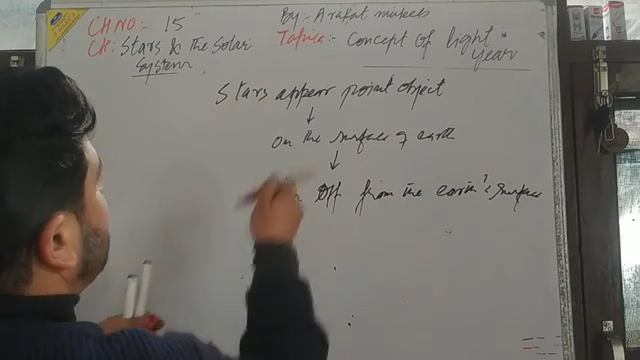 CH NO:- 15
By:- Arafat
CH: Stars & The Solar System
Topic:- Concept Of light year
Stars appear point object
on the surface of earth
Off from the earth's surface